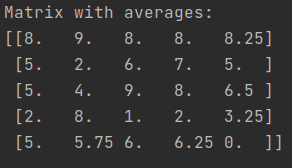 Matrix with averages:
[[8.   9.   8.   8.   8.25]
 [5.   2.   6.   7.   5.  ]
 [5.   4.   9.   8.   6.5 ]
 [2.   8.   1.   2.   3.25]
 [5.   5.75 6.   6.25 0.  ]]